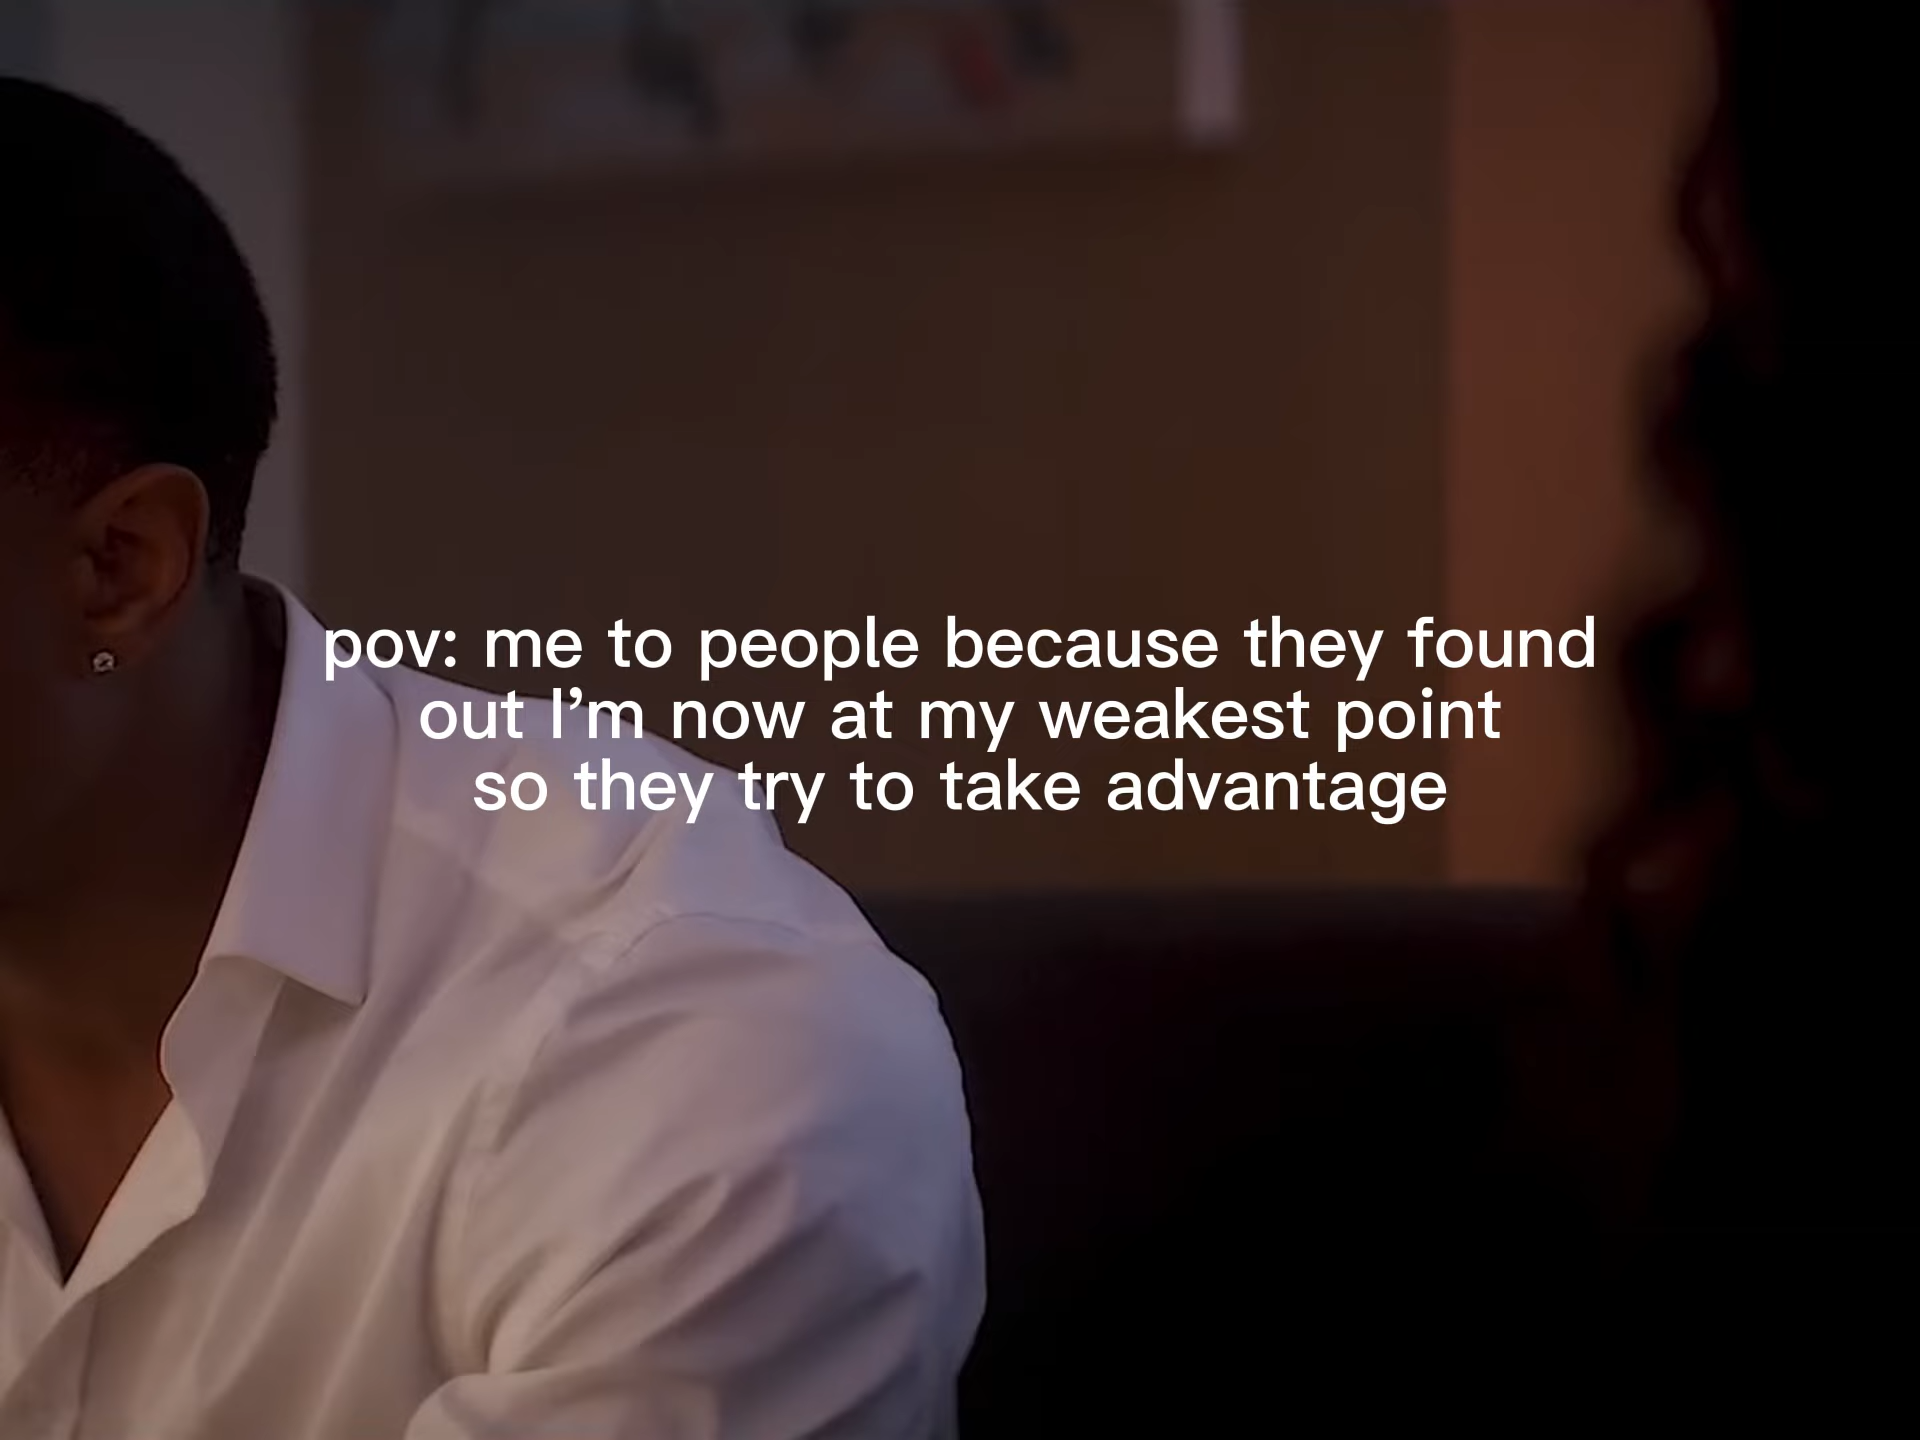 pov: me to people because they found
out I’m now at my weakest point
so they try to take advantage